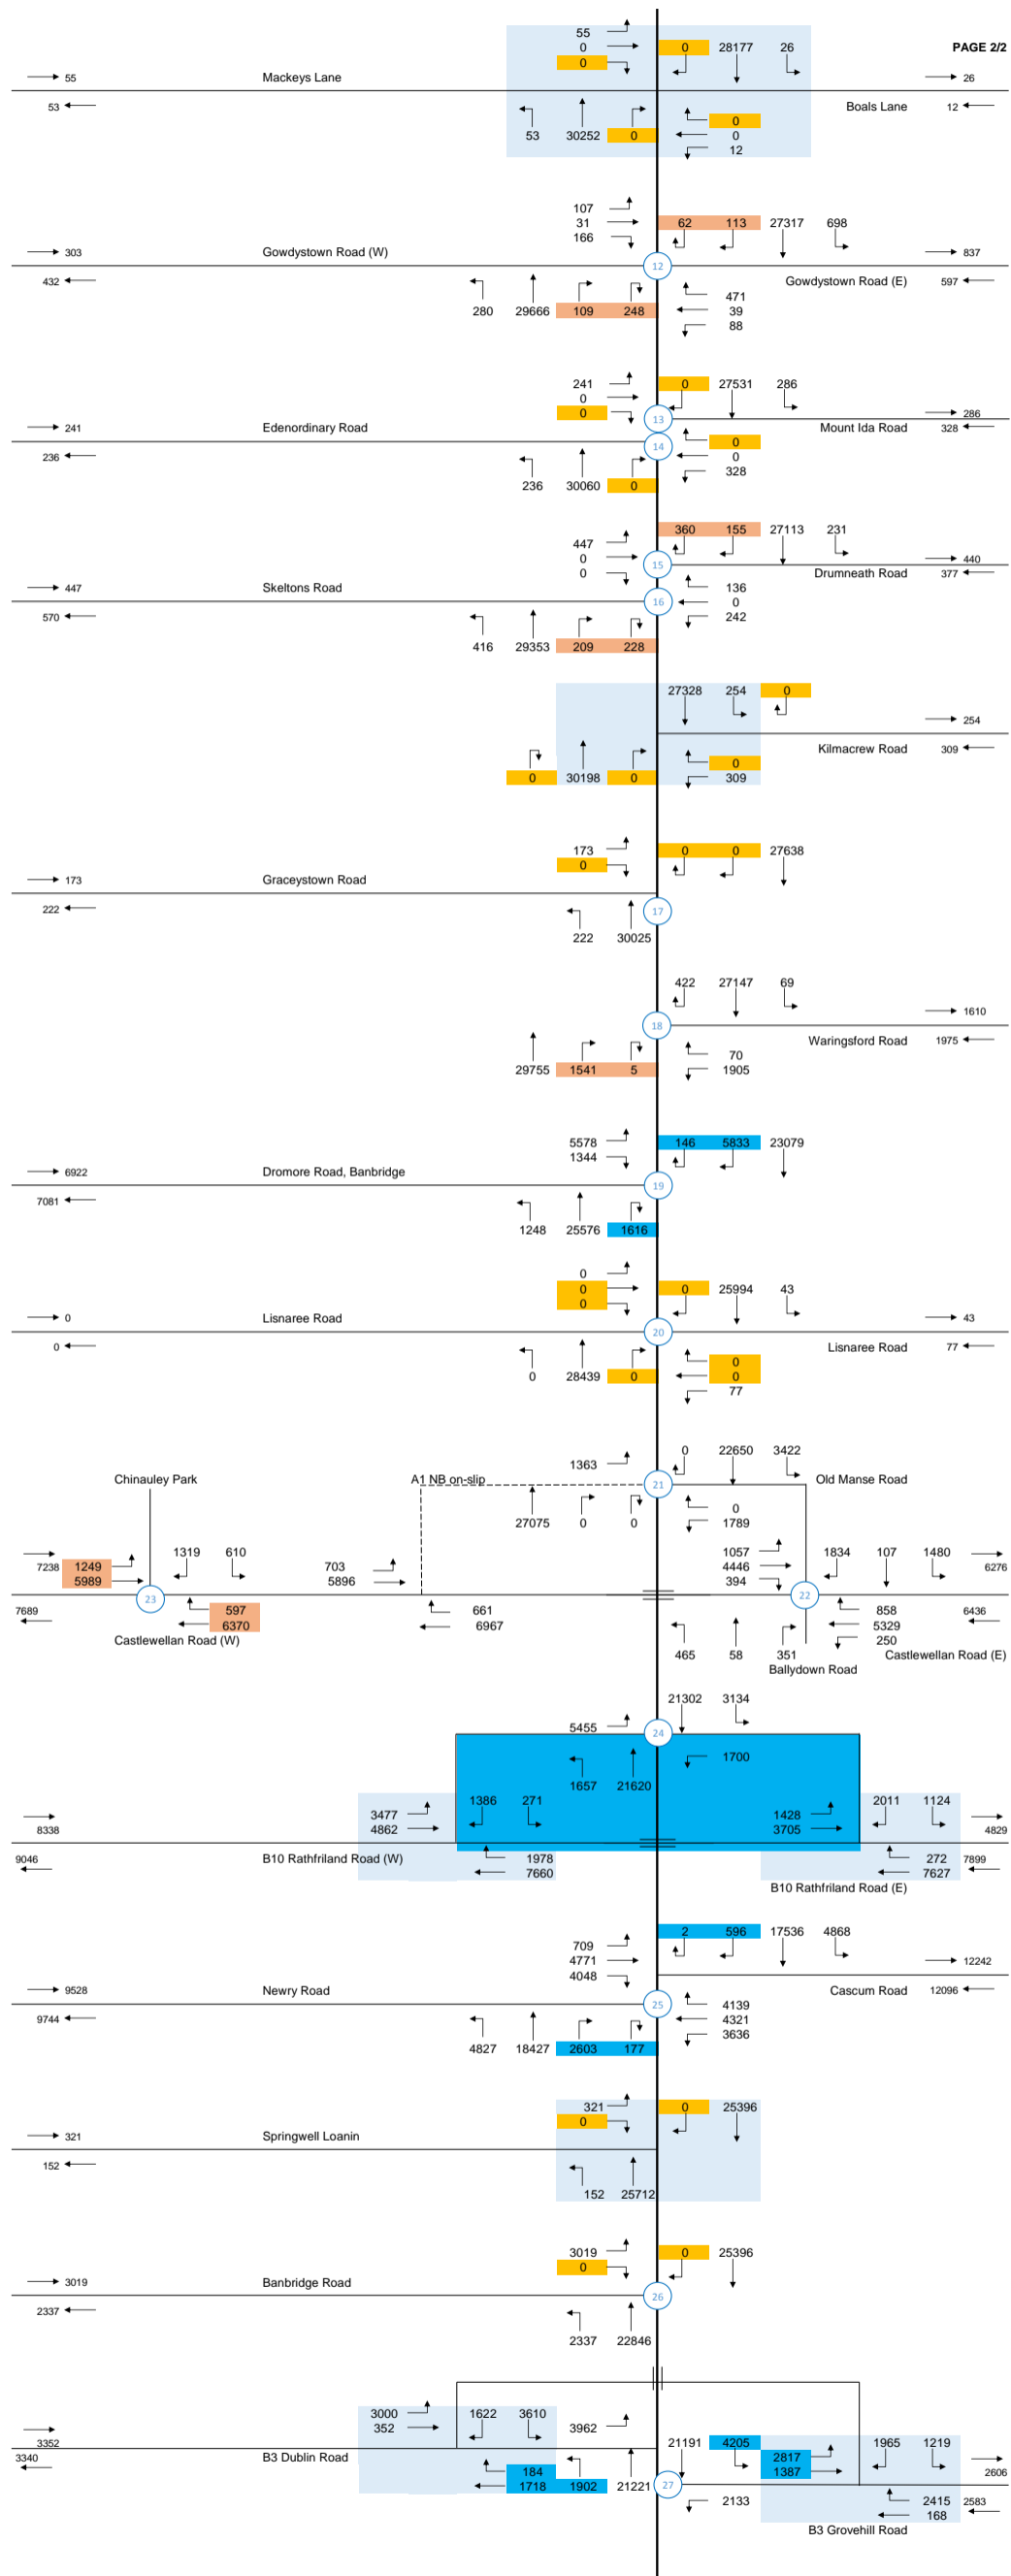 55
0 0 28177 26 PAGE 2/2
0
55 Mackeys Lane 26
53 Boals Lane 12
0
53 30252 0 0
12
107
31 62 113 27317 698
166
303 Gowdystown Road (W) 837
12
432 Gowdystown Road (E) 597
471
280 29666 109 248 39
88
241 0 27531 286
0
0 13 286
241 Edenordinary Road Mount Ida Road 328
14 0
236 0
236 30060 0 328
360 155 27113 231
447
0 15 440
0 Drumneath Road 377
447 Skeltons Road 136
16 0
570 242
416 29353 209 228
27328 254 0
254
Kilmacrew Road 309
0
0 30198 0 309
173 0 0 27638
0
173 Graceystown Road
222 17
222 30025
422 27147 69
1610
18
Waringsford Road 1975
70
29755 1541 5 1905
5578 146 5833 23079
1344
6922 Dromore Road, Banbridge
19
7081
1248 25576 1616
0
0 0 25994 43
0
0 Lisnaree Road 43
20
0 Lisnaree Road 77
0
0 28439 0 0
77
1363 0 22650 3422
Chinauley Park A1 NB on-slip 21 Old Manse Road
0
27075 0 0 1789
1319 610 1057 1834 107 1480
7238 1249 703 4446 6276
5989 5896 394
23 22
7689 597 661 858 6436
6370 6967 5329
Castlewellan Road (W) 250
465 58 351 Castlewellan Road (E)
Ballydown Road
21302 3134
5455 24
1700
1657 21620
1386 271 2011 1124
3477 1428
8338 4862 3705 4829
9046 B10 Rathfriland Road (W) 1978 272 7899
7660 7627
B10 Rathfriland Road (E)
2 596 17536 4868
709
4771 12242
4048
9528 Newry Road Cascum Road 12096
25 4139
9744 4321
4827 18427 2603 177 3636
321 0 25396
0
321 Springwell Loanin
152
152 25712
3019 0 25396
0
3019 Banbridge Road
26
2337
2337 22846
3000 1622 3610
352 3962
3352 21191 4205 1965 1219
3340 B3 Dublin Road 2817
184 1387 2606
1718 1902 21221 27
2133 2415 2583
168
B3 Grovehill Road